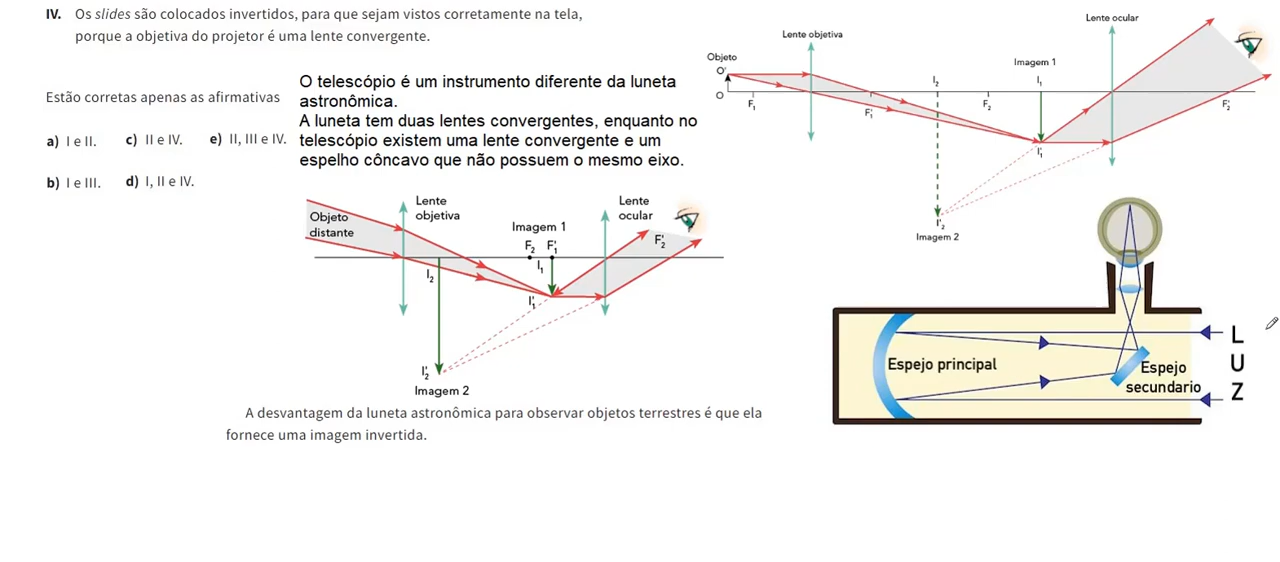 IV. Os slides são colocados invertidos, para que sejam vistos corretamente na tela,
porque a objetiva do projetor é uma lente convergente.
Estão corretas apenas as afirmativas
a) I e II.
c) II e IV.
e) II, III e IV.
b) I e III.
d) I, II e IV.
O telescópio é um instrumento diferente da luneta
astronômica.
A luneta tem duas lentes convergentes, enquanto no
telescópio existem uma lente convergente e um
espelho côncavo que não possuem o mesmo eixo.
Objeto
distante
Lente
objetiva
Imagem 1
F₂ F'₁
I₁
I'₁
I₂
I'₂
Imagem 2
Lente
ocular
F'₂
A desvantagem da luneta astronômica para observar objetos terrestres é que ela
fornece uma imagem invertida.
Objeto
O'
O
F₁
Lente objetiva
F'₁
I₂
F₂
Imagem 1
I₁
I'₁
I'₂
Imagem 2
Lente ocular
F'₂
Espejo principal
Espejo
secundario
L
U
Z